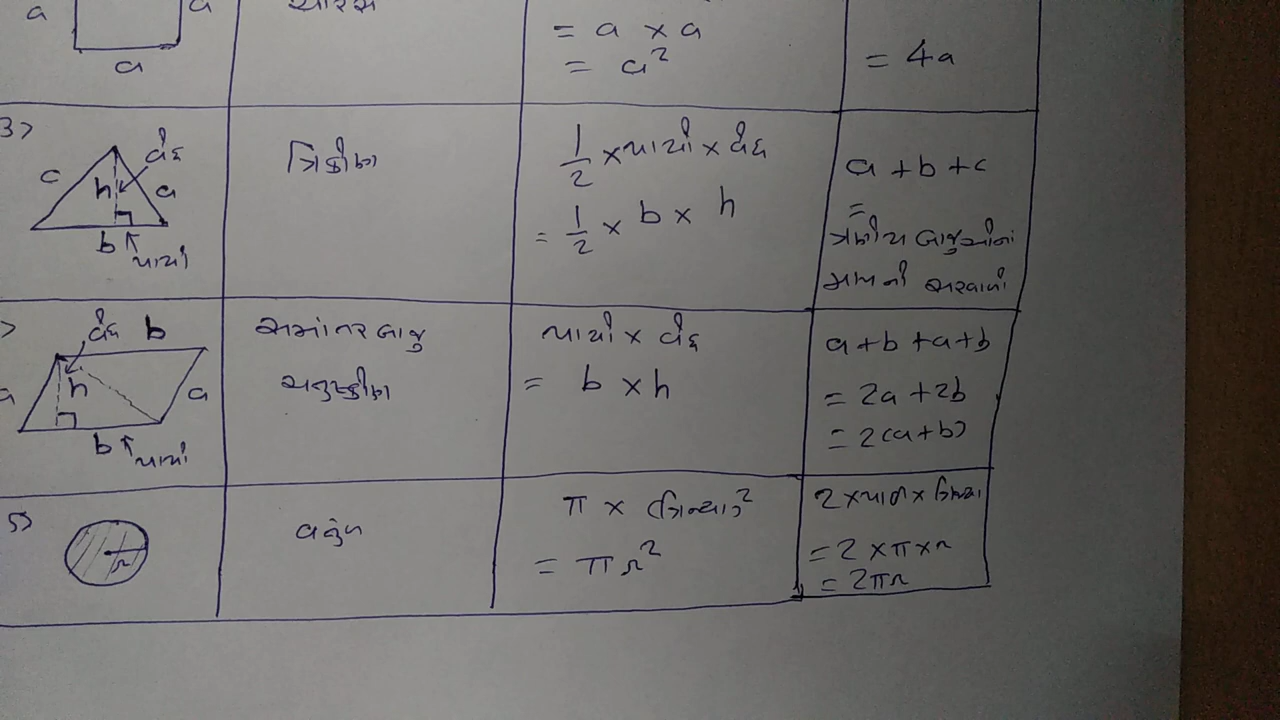 a
a
a
ચોરસ
= a × a
= a²
= 4a
3>
વેધ
c
h
a
b
પાયો
ત્રિકોણ
1/2 × પાયો × વેધ
= 1/2 × b × h
a + b + c
=
ત્રણેય બાજુઓનાં
માપનો સરવાળો
>
વેધ b
a
h
a
b
પાયો
સમાંતરબાજુ
ચતુષ્કોણ
પાયો × વેધ
= b × h
a + b + a + b
= 2a + 2b
= 2(a + b)
5>
r
વર્તુળ
π × (ત્રિજ્યા)²
= πr²
2 × પાઈ × ત્રિજ્યા
= 2 × π × r
= 2πr